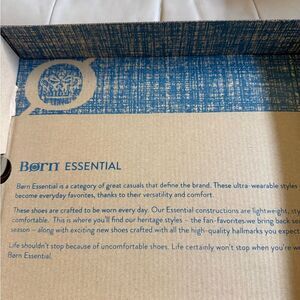 Børn ESSENTIAL
Børn Essential is a category of great casuals that define the brand. These ultra-wearable styles
become everyday favorites, thanks to their versatility and comfort.
These shoes are crafted to be worn every day. Our Essential constructions are lightweight, sty
comfortable. This is where you'll find our heritage styles – the fan-favorites we bring back sea
season – along with exciting new shoes crafted with all the high-quality hallmarks you expect
Life shouldn't stop because of uncomfortable shoes. Life certainly won't stop when you're we
Børn Essential.